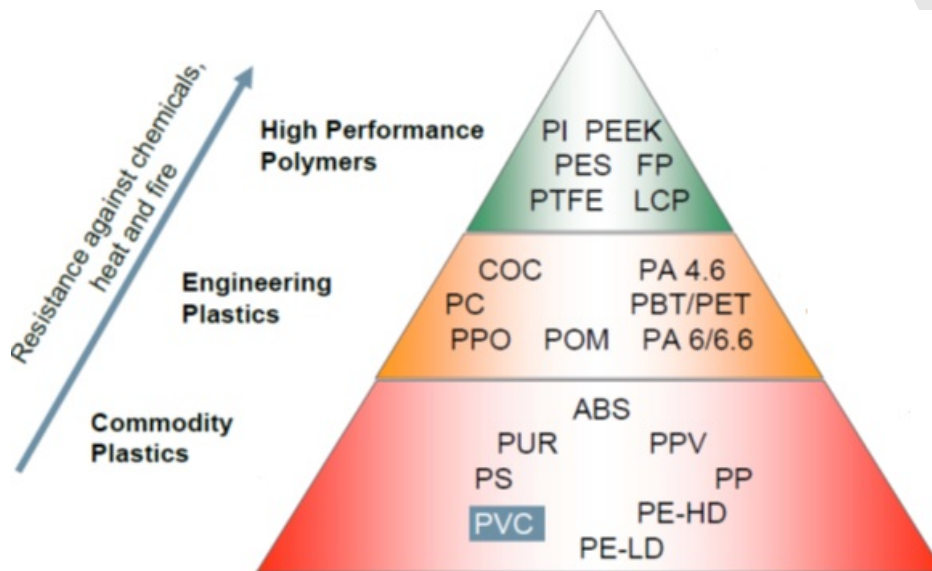 Resistance against chemicals,
heat and fire
High Performance
Polymers
PI PEEK
PES FP
PTFE LCP
Engineering
Plastics
COC PA 4.6
PC PBT/PET
PPO POM PA 6/6.6
Commodity
Plastics
ABS
PUR PPV
PS PP
PVC PE-HD
PE-LD